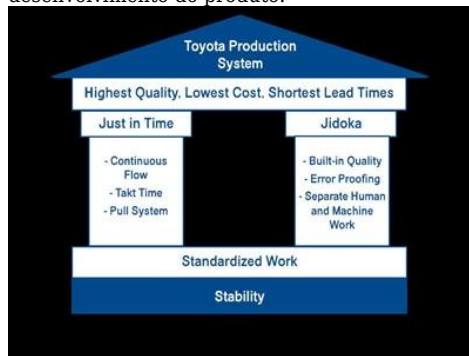 desenvolvimento do produto.
Toyota Production
System
Highest Quality, Lowest Cost, Shortest Lead Times
Just in Time
Jidoka
- Continuous
Flow
- Takt Time
- Pull System
- Built-in Quality
- Error Proofing
- Separate Human
and Machine
Work
Standardized Work
Stability